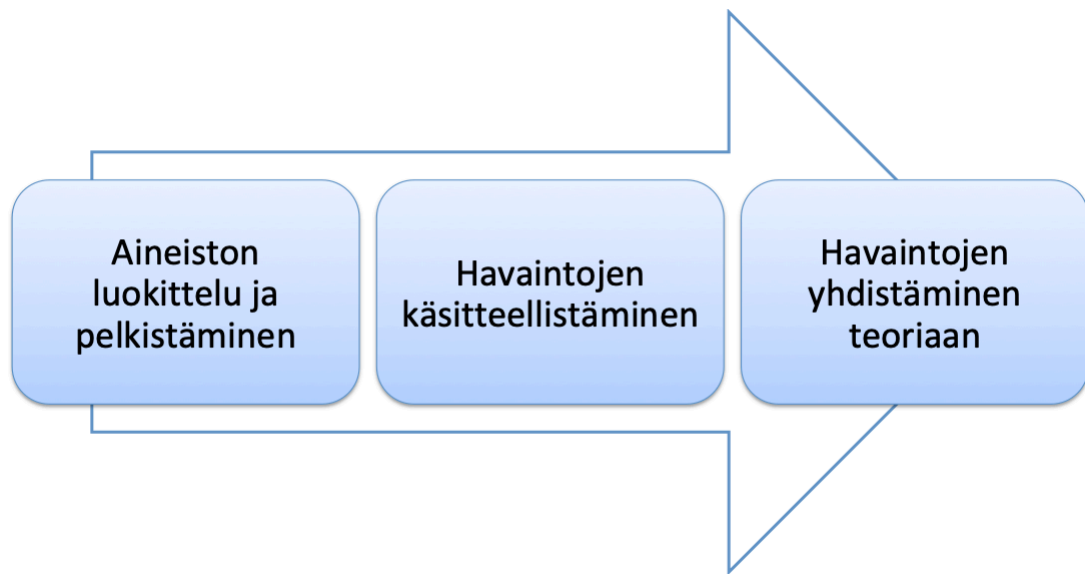 Aineiston
luokittelu ja
pelkistäminen
Havaintojen
käsitteellistäminen
Havaintojen
yhdistäminen
teoriaan